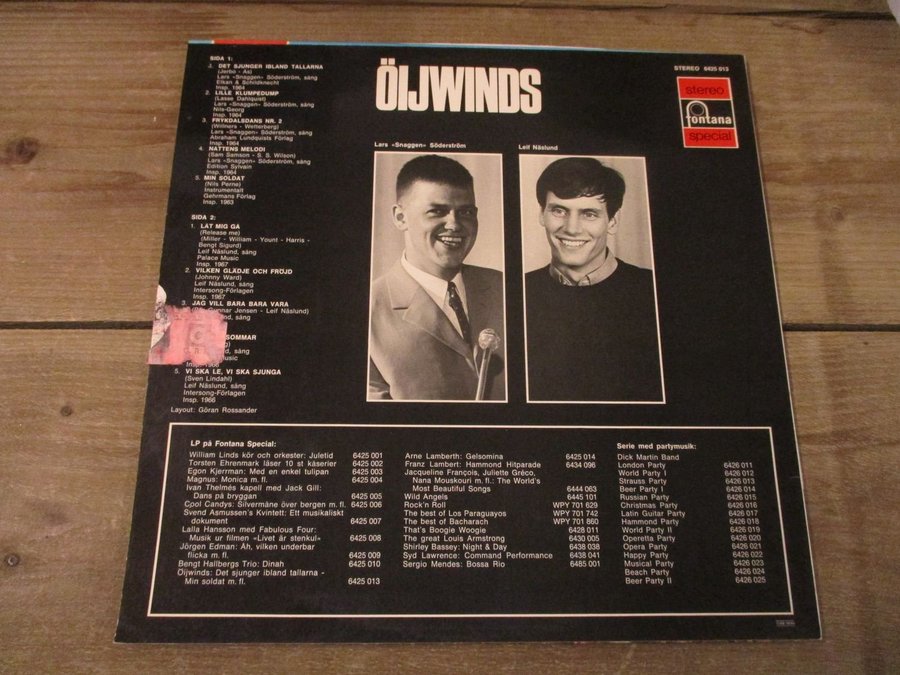 SIDA 1:
1. DET SJUNGER IBLAND TALLARNA
(Jerbo - As)
Lars »Snaggen» Söderström, sång
Elkan & Schildknecht
Insp. 1964
2. LILLE KLUMPEDUMP
(Lasse Dahlquist)
Lars »Snaggen» Söderström, sång
Nils-Georg
Insp. 1964
3. FRYKDALSDANS NR. 2
(Willners - Wetterberg)
Lars »Snaggen» Söderström, sång
Abraham Lundquists Förlag
Insp. 1964
4. NATTENS MELODI
(Sam Samson - S. S. Wilson)
Lars »Snaggen» Söderström, sång
Edition Sylvain
Insp. 1964
5. MIN SOLDAT
(Nils Perne)
Instrumentalt
Gehrmans Förlag
Insp. 1963
SIDA 2:
1. LÅT MIG GÅ
(Release me)
(Miller - William - Yount - Harris -
Bengt Sigurd)
Leif Näslund, sång
Palace Music
Insp. 1967
2. VILKEN GLÄDJE OCH FRÖJD
(Johnny Ward)
Leif Näslund, sång
Intersong-Förlagen
Insp. 1967
3. JAG VILL BARA BARA VARA
Gunnar Jensen - Leif Näslund)
sång
SOMMAR
sång
5. VI SKA LE, VI SKA SJUNGA
(Sven Lindahl)
Leif Näslund, sång
Intersong-Förlagen
Insp. 1966
Layout: Göran Rossander
ÖIJWINDS
STEREO 6425 013
stereo
fontana
special
Lars »Snaggen» Söderström
Leif Näslund
LP på Fontana Special:
William Linds kör och orkester: Juletid 6425 001
Torsten Ehrenmark läser 10 st kåserier 6425 002
Egon Kjerrman: Med en enkel tulipan 6425 003
Magnus: Monica m. fl. 6425 004
Ivan Thelmés kapell med Jack Gill:
Dans på bryggan 6425 005
Cpol Candys: Silvermåne över bergen m. fl. 6425 006
Svend Asmussen's Kvintett: Ett musikaliskt
dokument 6425 007
Lalla Hansson med Fabulous Four:
Musik ur filmen »Livet är stenkul» 6425 008
Jörgen Edman: Åh, vilken underbar
flicka m. fl. 6425 009
Bengt Hallbergs Trio: Dinah 6425 010
Öijwinds: Det sjunger ibland tallarna -
Min soldat m. fl. 6425 013
Arne Lamberth: Gelsomina 6425 014
Franz Lambert: Hammond Hitparade 6434 096
Jacqueline François, Juliette Gréco,
Nana Mouskouri m. fl.: The World's
Most Beautiful Songs 6444 063
Wild Angels 6445 101
Rock'n Roll WPY 701 629
The best of Los Paraguayos WPY 701 742
The best of Bacharach WPY 701 860
That's Boogie Woogie 6428 011
The great Louis Armstrong 6430 005
Shirley Bassey: Night & Day 6438 038
Syd Lawrence: Command Performance 6438 041
Sergio Mendes: Bossa Rio 6485 001
Serie med partymusik:
Dick Martin Band
London Party 6426 011
World Party I 6426 012
Strauss Party 6426 013
Beer Party I 6426 014
Russian Party 6426 015
Christmas Party 6426 016
Latin Guitar Party 6426 017
Hammond Party 6426 018
World Party II 6426 019
Operetta Party 6426 020
Opera Party 6426 021
Happy Party 6426 022
Musical Party 6426 023
Beach Party 6426 024
Beer Party II 6426 025